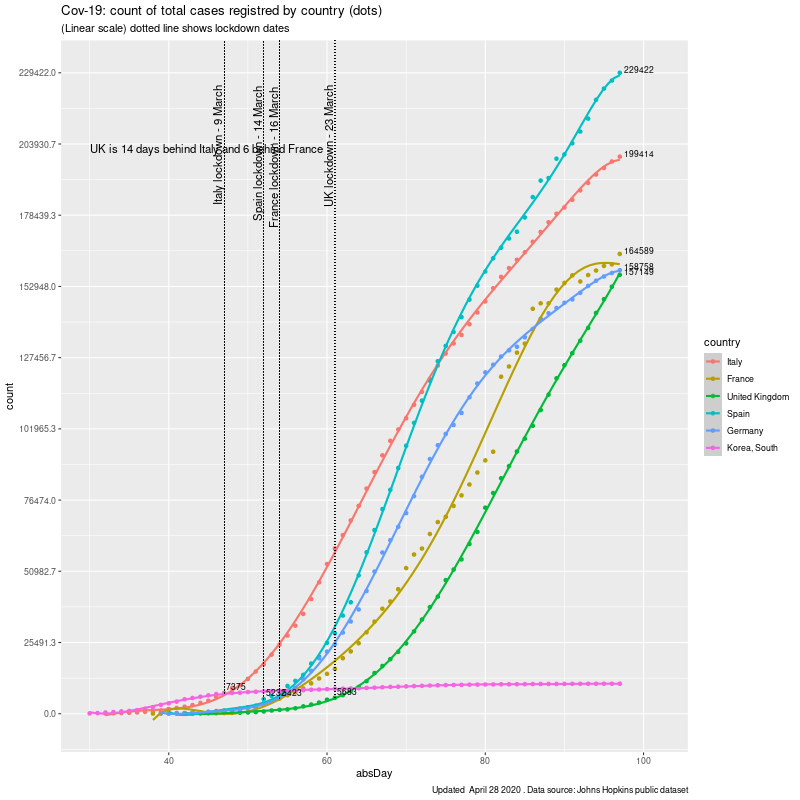 Cov-19: count of total cases registred by country (dots)
(Linear scale) dotted line shows lockdown dates
229422.0
203930.7
178439.3
152948.0
127456.7
101965.3
76474.0
50982.7
25491.3
0.0
count
Italy lockdown - 9 March
Spain lockdown - 14 March
France lockdown - 16 March
UK lockdown - 23 March
UK is 14 days behind Italy and 6 behind France
229422
199414
164589
158758
157149
7375
5232
5423
5683
40
60
80
100
absDay
country
Italy
France
United Kingdom
Spain
Germany
Korea, South
Updated April 28 2020 . Data source: Johns Hopkins public dataset